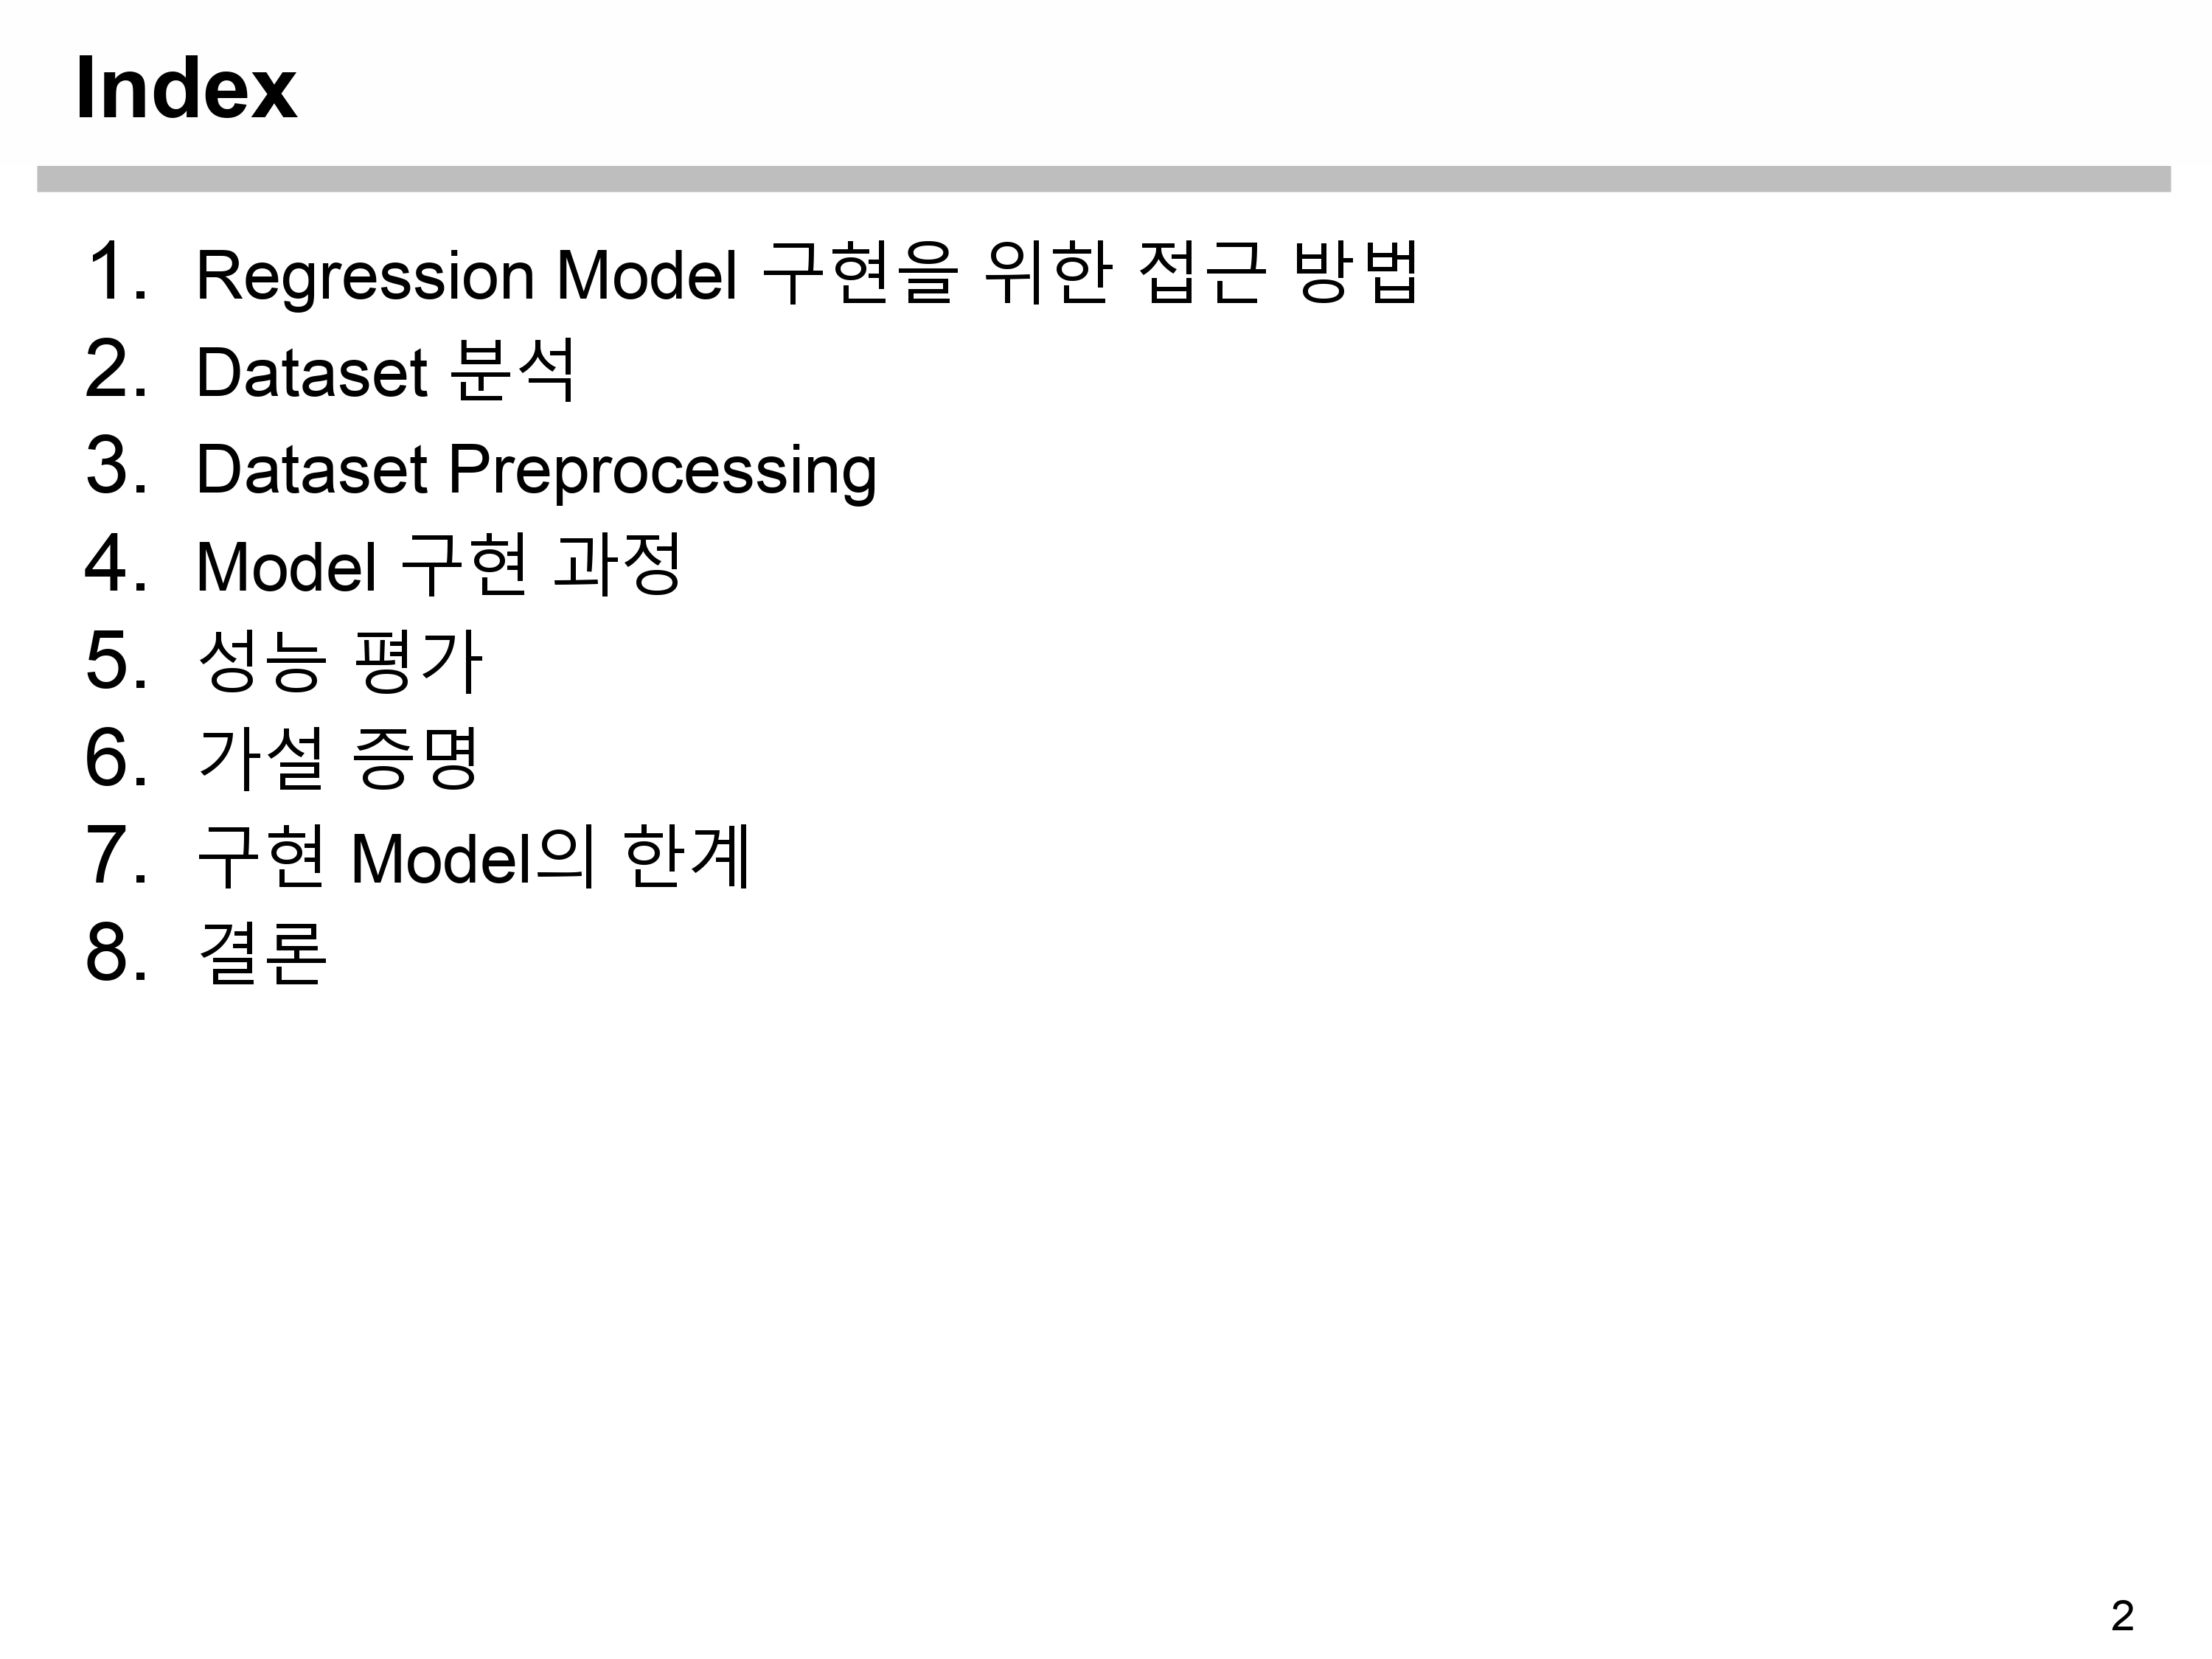 Index
1. Regression Model 구현을 위한 접근 방법
2. Dataset 분석
3. Dataset Preprocessing
4. Model 구현 과정
5. 성능 평가
6. 가설 증명
7. 구현 Model의 한계
8. 결론
2